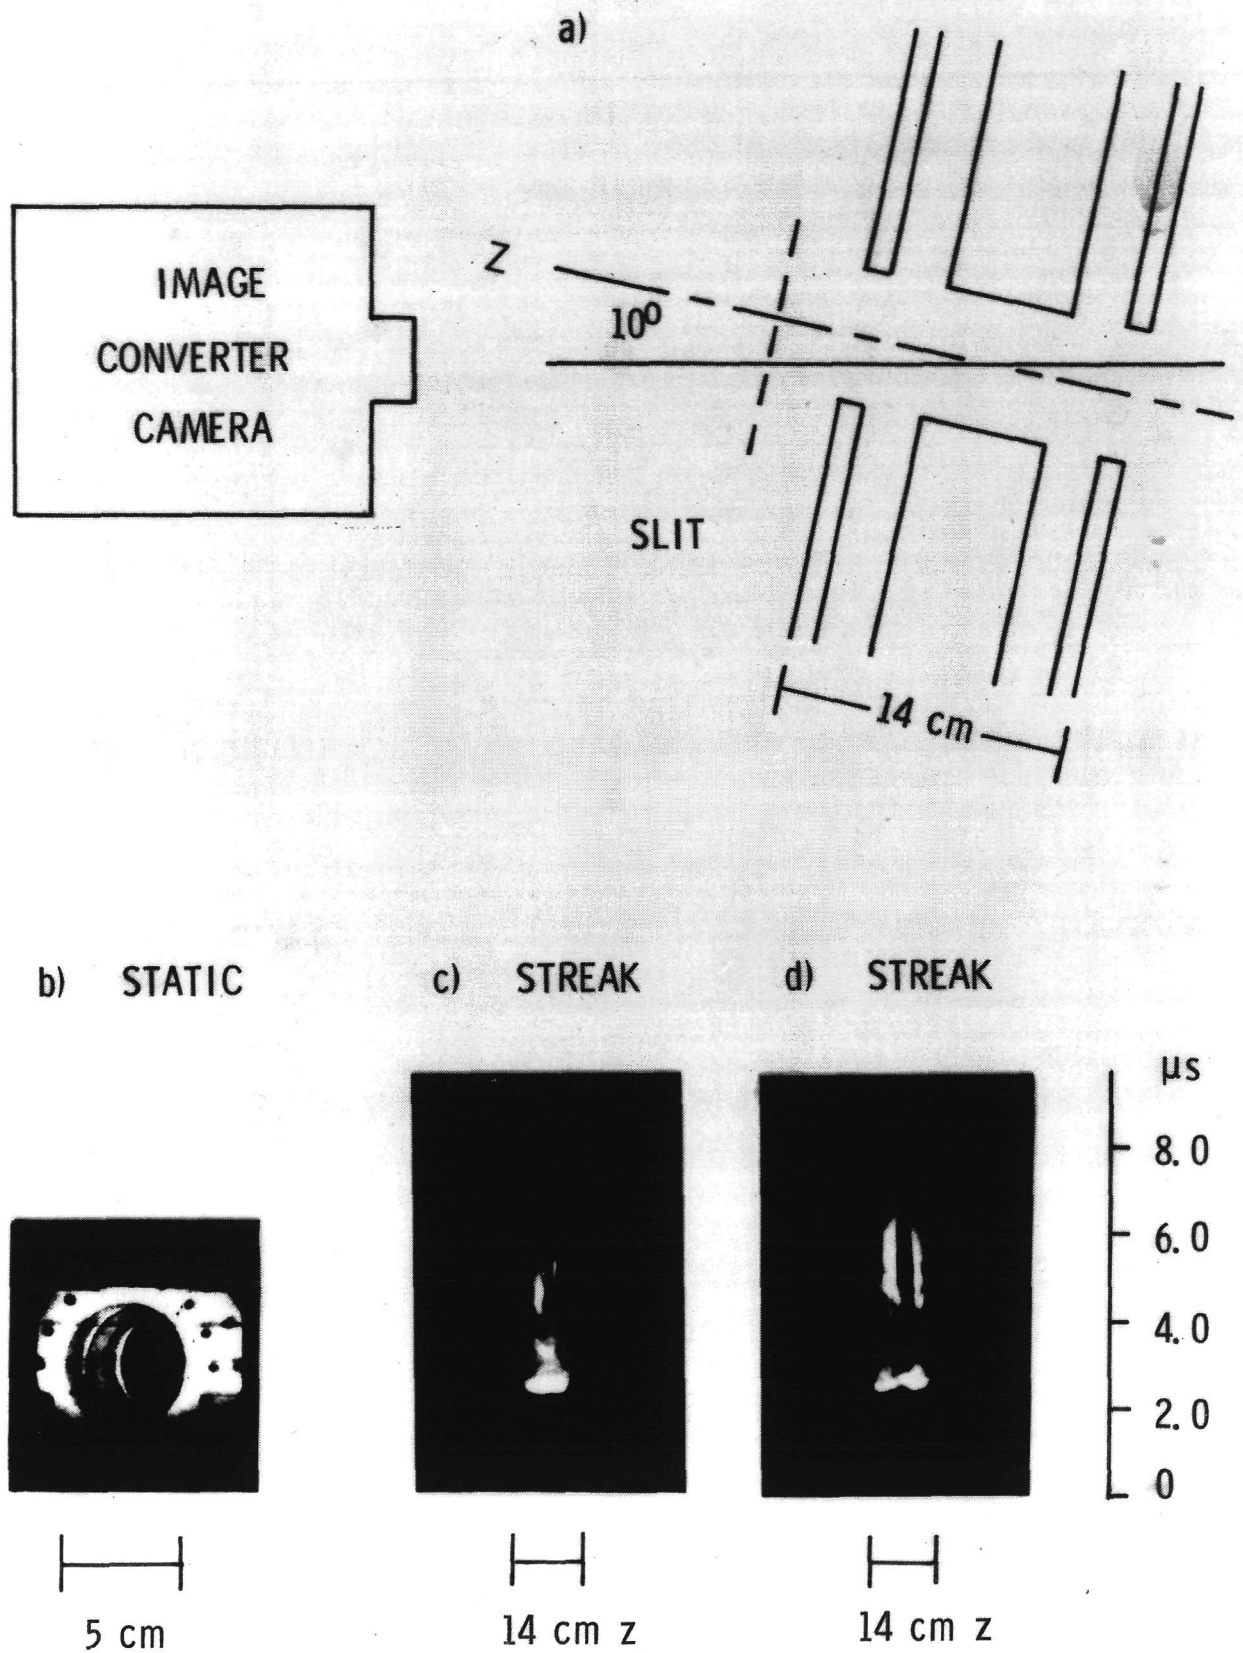 a)
IMAGE
CONVERTER
CAMERA
Z
10º
SLIT
14 cm
b) STATIC
c) STREAK
d) STREAK
µs
8.0
6.0
4.0
2.0
0
5 cm
14 cm z
14 cm z